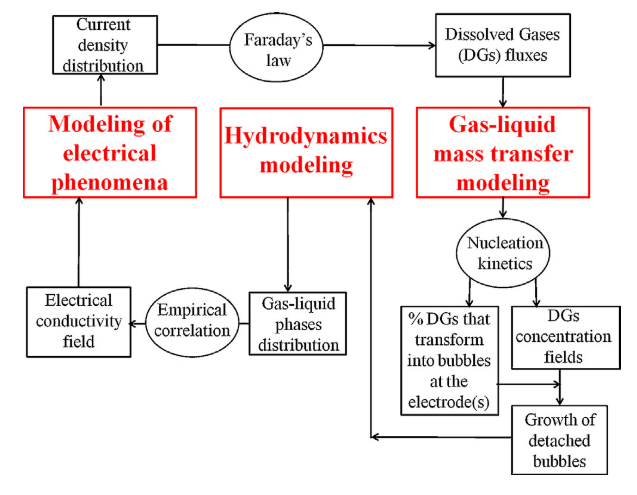 Current
density
distribution
Faraday's
law
Dissolved Gases
(DGs) fluxes
Modeling of
electrical
phenomena
Hydrodynamics
modeling
Gas-liquid
mass transfer
modeling
Nucleation
kinetics
Electrical
conductivity
field
Empirical
correlation
Gas-liquid
phases
distribution
% DGs that
transform
into bubbles
at the
electrode(s)
DGs
concentration
fields
Growth of
detached
bubbles